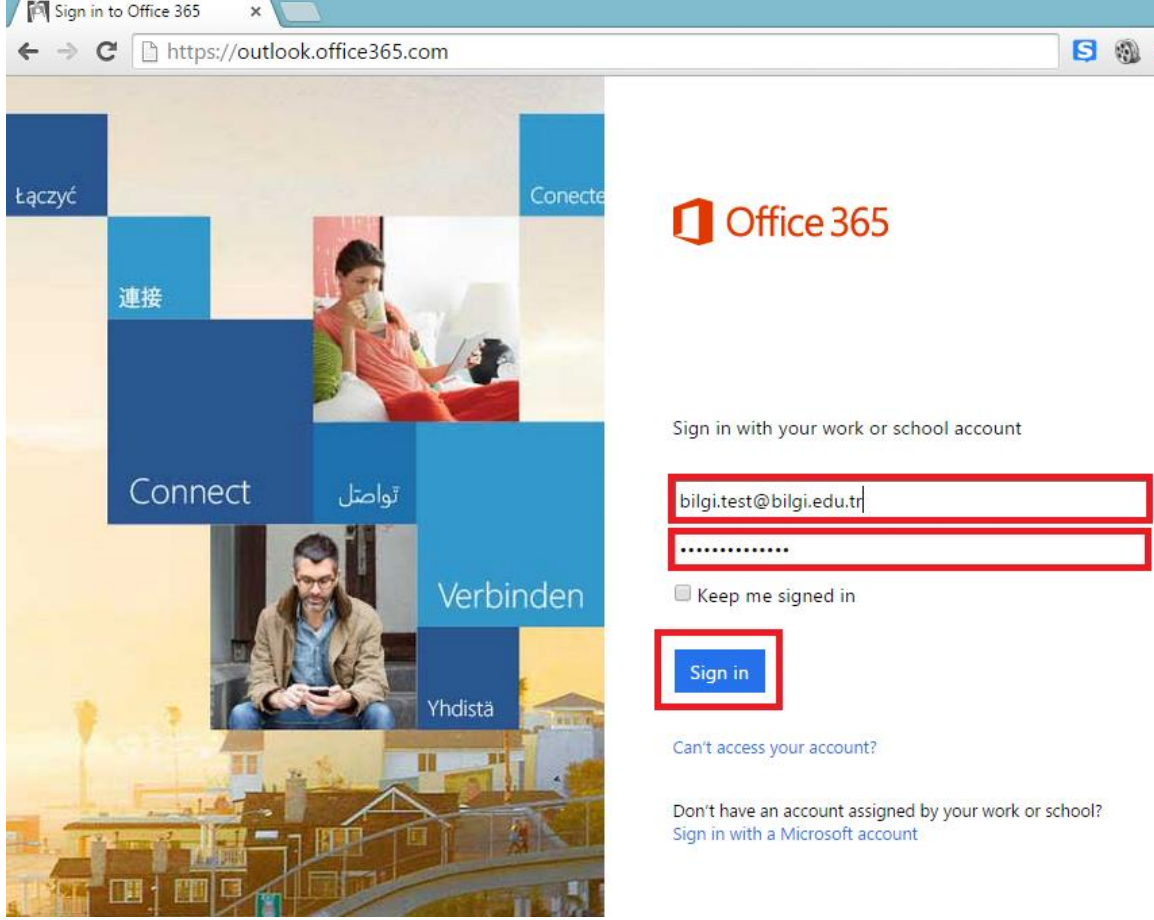 Sign in to Office 365
https://outlook.office365.com
Łączyć
Conecte
連接
Connect
تواصل
Verbinden
Yhdistä
Office 365
Sign in with your work or school account
bilgi.test@bilgi.edu.tr
••••••••••••••
Keep me signed in
Sign in
Can't access your account?
Don't have an account assigned by your work or school?
Sign in with a Microsoft account